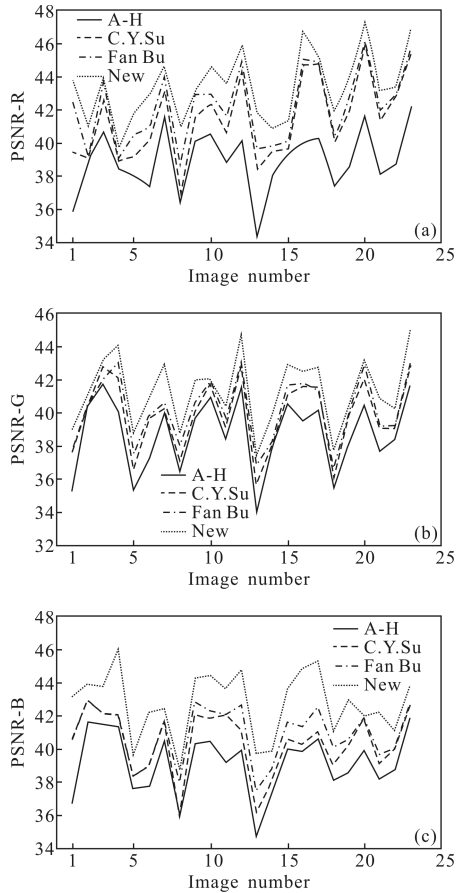 48
46
44
42
40
38
36
34
PSNR-R
A-H
C.Y.Su
Fan Bu
New
(a)
1 5 10 15 20 25
Image number
46
44
42
40
38
36
34
32
PSNR-G
A-H
C.Y.Su
Fan Bu
New
(b)
1 5 10 15 20 25
Image number
48
46
44
42
40
38
36
34
PSNR-B
A-H
C.Y.Su
Fan Bu
New
(c)
1 5 10 15 20 25
Image number